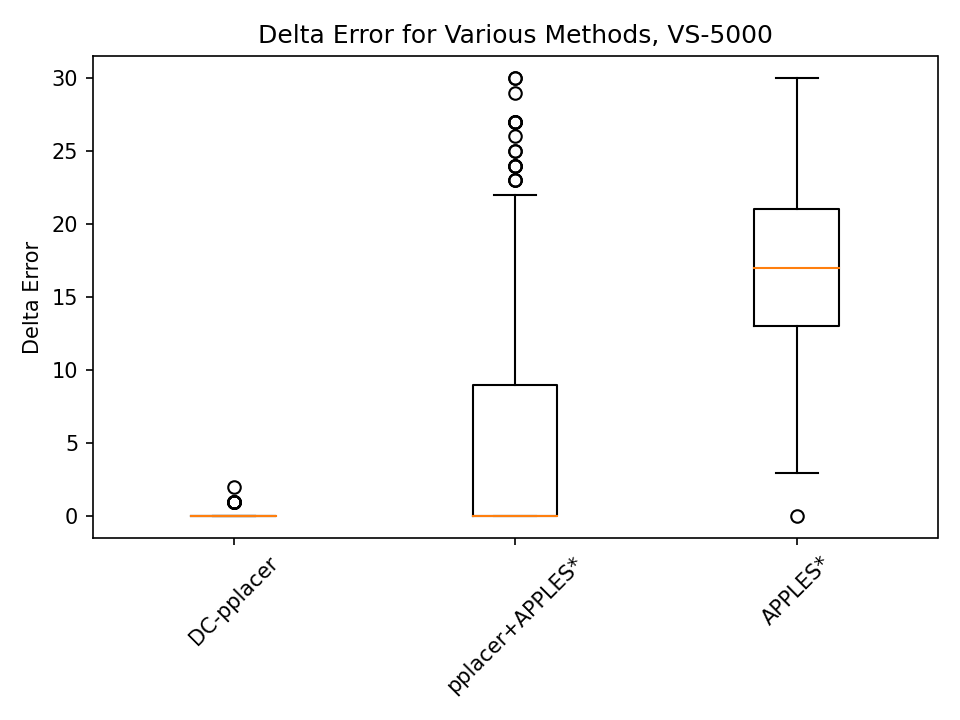 Delta Error for Various Methods, VS-5000
Delta Error
30
25
20
15
10
5
0
DC-pplacer
pplacer+APPLES*
APPLES*